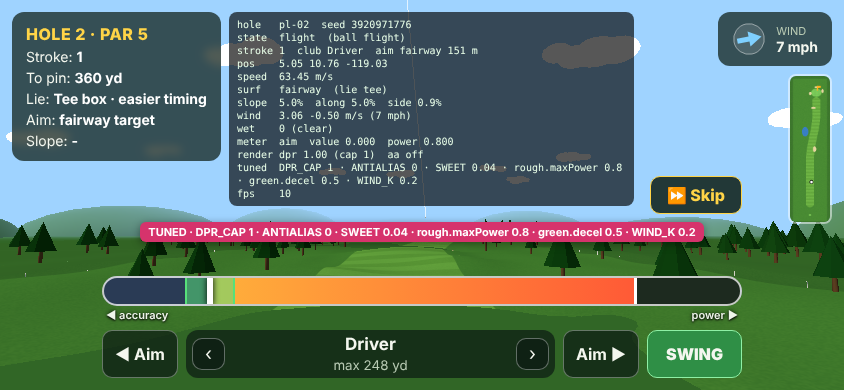 HOLE 2 · PAR 5
Stroke: 1
To pin: 360 yd
Lie: Tee box · easier timing
Aim: fairway target
Slope: -
hole pl-02 seed 3920971776
state flight (ball flight)
stroke 1 club Driver aim fairway 151 m
pos 5.05 10.76 -119.03
speed 63.45 m/s
surf fairway (lie tee)
slope 5.0% along 5.0% side 0.9%
wind 3.06 -0.50 m/s (7 mph)
wet 0 (clear)
meter aim value 0.000 power 0.800
render dpr 1.00 (cap 1) aa off
tuned DPR_CAP 1 · ANTIALIAS 0 · SWEET 0.04 · rough.maxPower 0.8
· green.decel 0.5 · WIND_K 0.2
fps 10
WIND
7 mph
⏩ Skip
TUNED · DPR_CAP 1 · ANTIALIAS 0 · SWEET 0.04 · rough.maxPower 0.8 · green.decel 0.5 · WIND_K 0.2
◀ accuracy
power ▶
◀ Aim
‹
Driver
max 248 yd
›
Aim ▶
SWING